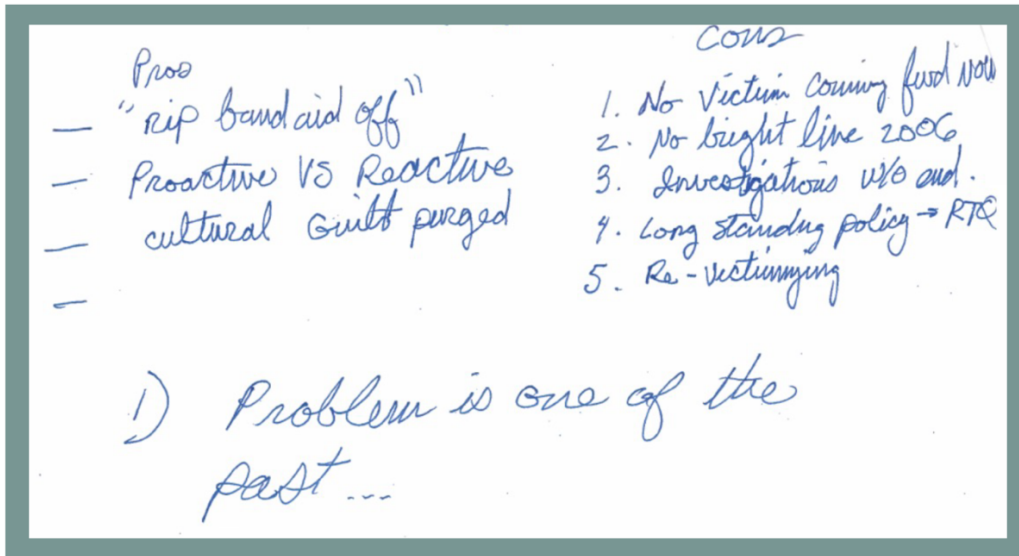 Pros
— "rip band aid off"
— Proactive VS Reactive
— cultural Guilt purged
—
Cons
1. No Victim Coming fwd now
2. No bright line 2006
3. Investigations w/o end.
4. Long standing policy → RTQ
5. Re-victimizing
1) Problem is one of the
past...